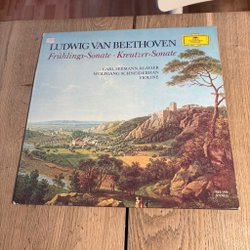 LUDWIG VAN BEETHOVEN
Frühlings-Sonate · Kreutzer-Sonate
CARL SEEMANN, KLAVIER
WOLFGANG SCHNEIDERHAN
VIOLINE